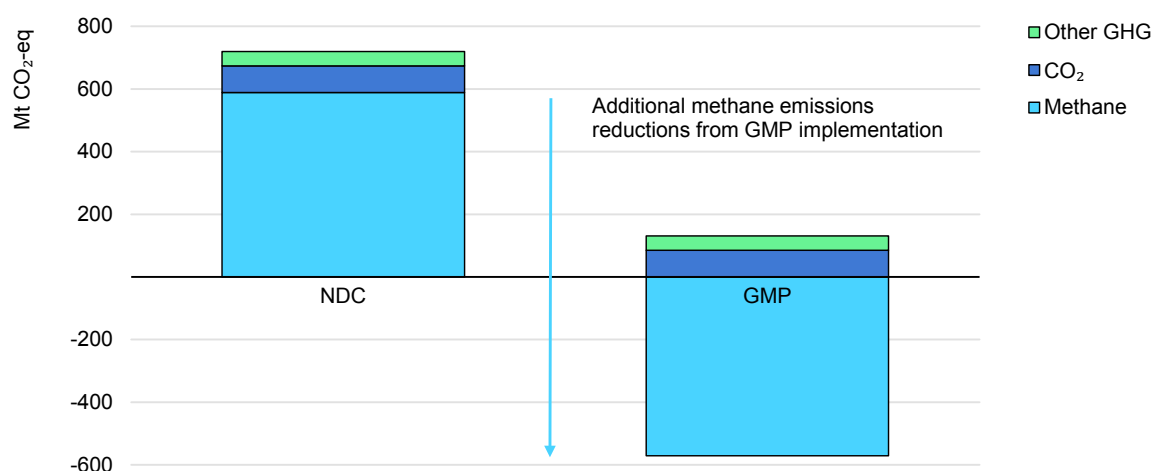 Mt CO₂-eq
800
600
400
200
-200
-400
-600
NDC
GMP
Additional methane emissions
reductions from GMP implementation
Other GHG
CO₂
Methane